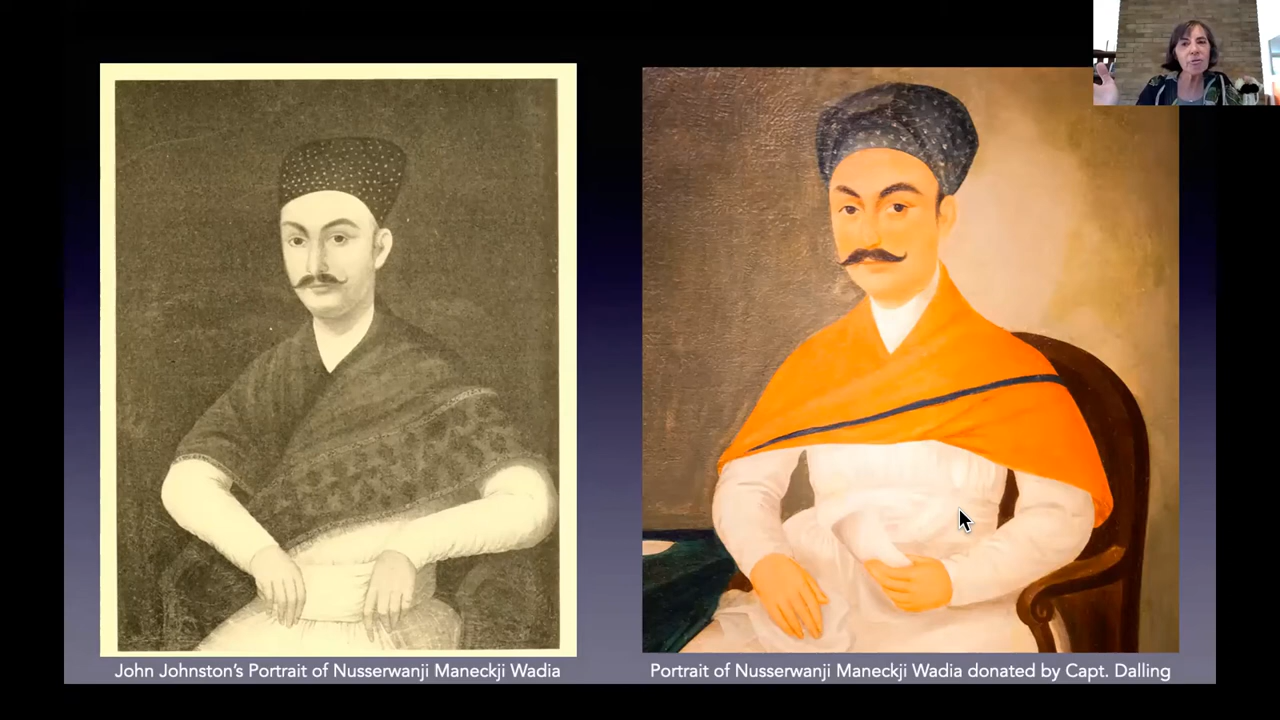 John Johnston's Portrait of Nusserwanji Maneckji Wadia
Portrait of Nusserwanji Maneckji Wadia donated by Capt. Dalling